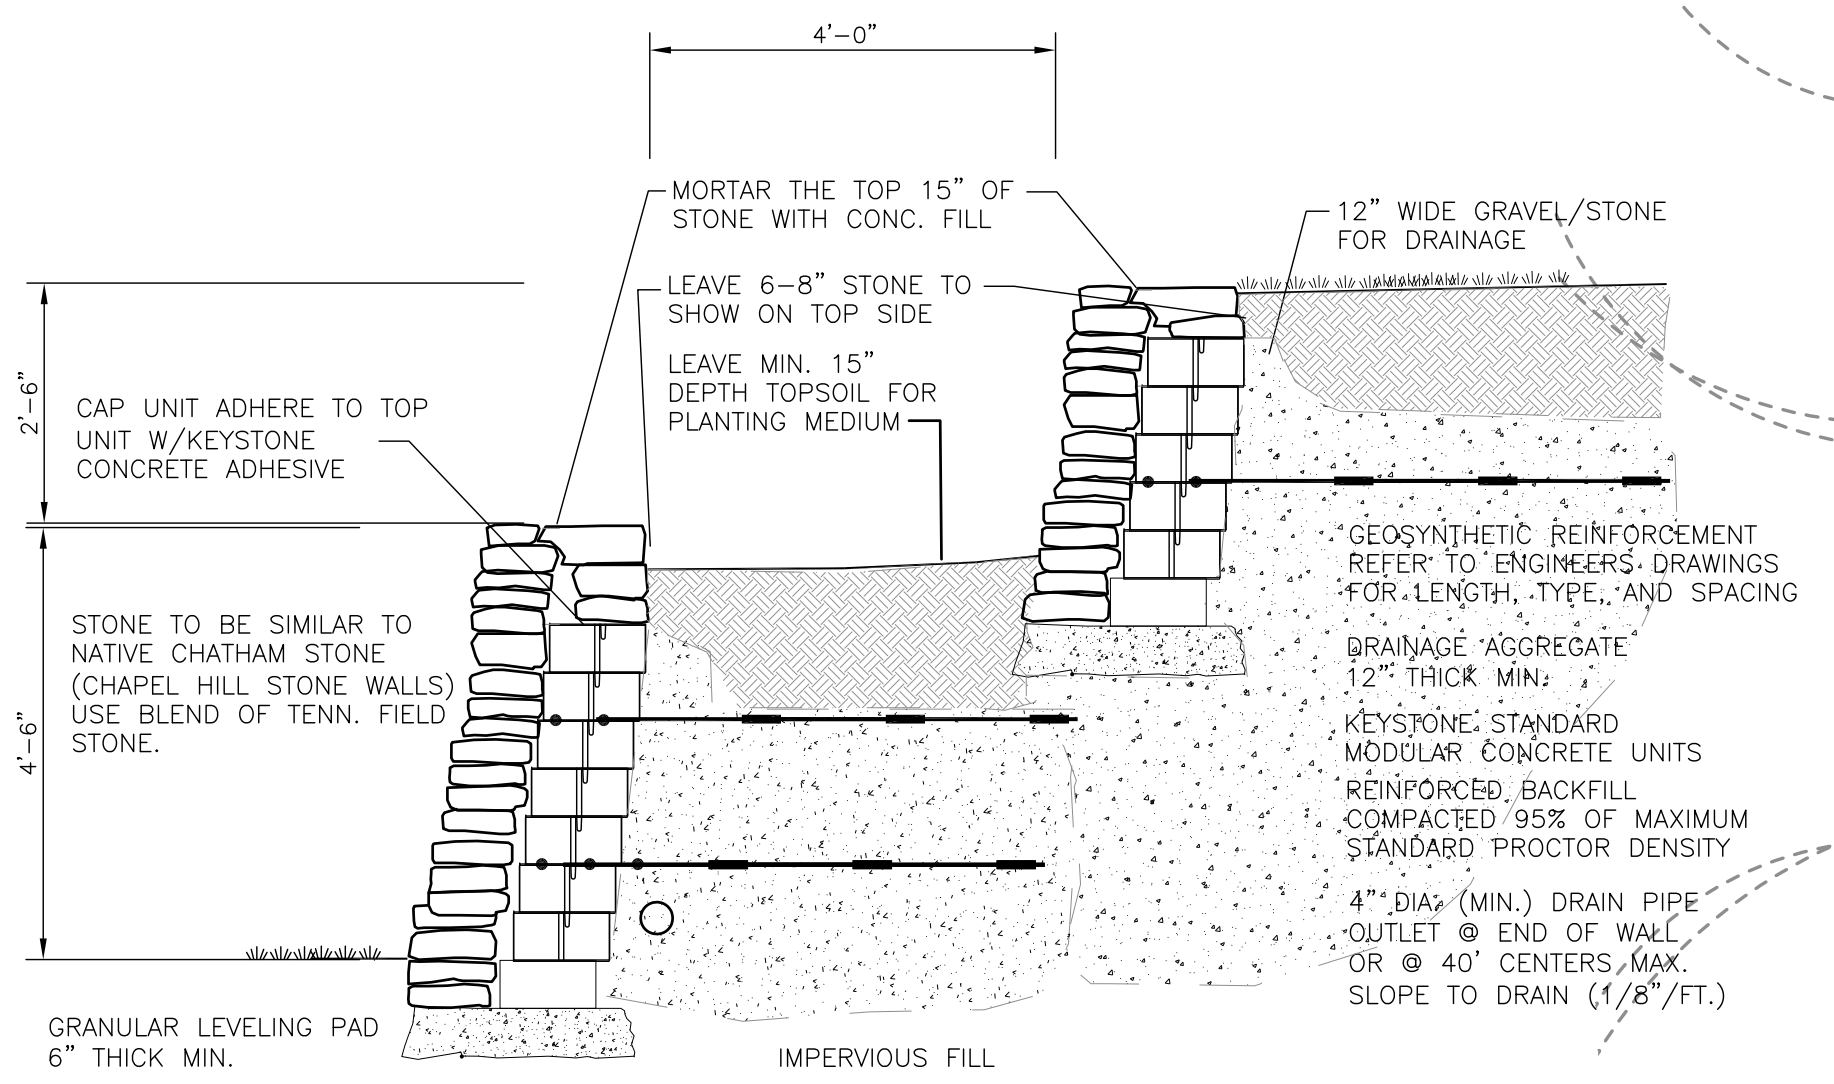 4'-0"
MORTAR THE TOP 15" OF
STONE WITH CONC. FILL
12" WIDE GRAVEL/STONE
FOR DRAINAGE
LEAVE 6-8" STONE TO
SHOW ON TOP SIDE
LEAVE MIN. 15"
DEPTH TOPSOIL FOR
PLANTING MEDIUM
2'-6"
CAP UNIT ADHERE TO TOP
UNIT W/KEYSTONE
CONCRETE ADHESIVE
STONE TO BE SIMILAR TO
NATIVE CHATHAM STONE
(CHAPEL HILL STONE WALLS)
USE BLEND OF TENN. FIELD
STONE.
4'-6"
GEOSYNTHETIC REINFORCEMENT
REFER TO ENGINEERS DRAWINGS
FOR LENGTH, TYPE, AND SPACING
DRAINAGE AGGREGATE
12" THICK MIN.
KEYSTONE STANDARD
MODULAR CONCRETE UNITS
REINFORCED BACKFILL
COMPACTED 95% OF MAXIMUM
STANDARD PROCTOR DENSITY
4" DIA. (MIN.) DRAIN PIPE
OUTLET @ END OF WALL
OR @ 40' CENTERS MAX.
SLOPE TO DRAIN (1/8"/FT.)
GRANULAR LEVELING PAD
6" THICK MIN.
IMPERVIOUS FILL